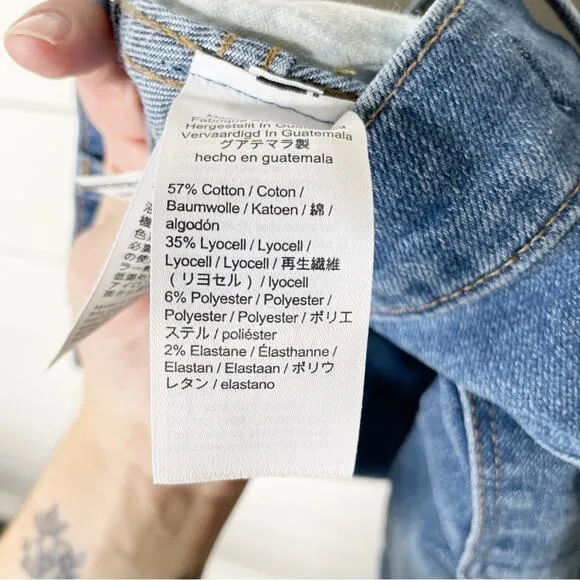 Hergestellt In Guatemala
Vervaardigd In Guatemala
グアテマラ製
hecho en guatemala
57% Cotton / Coton /
Baumwolle / Katoen / 綿 /
algodón
35% Lyocell / Lyocell /
Lyocell / Lyocell / 再生繊維
( リヨセル ) / lyocell
6% Polyester / Polyester /
Polyester / Polyester / ポリエ
ステル / poliéster
2% Elastane / Élasthanne /
Elastan / Elastaan / ポリウ
レタン / elastano